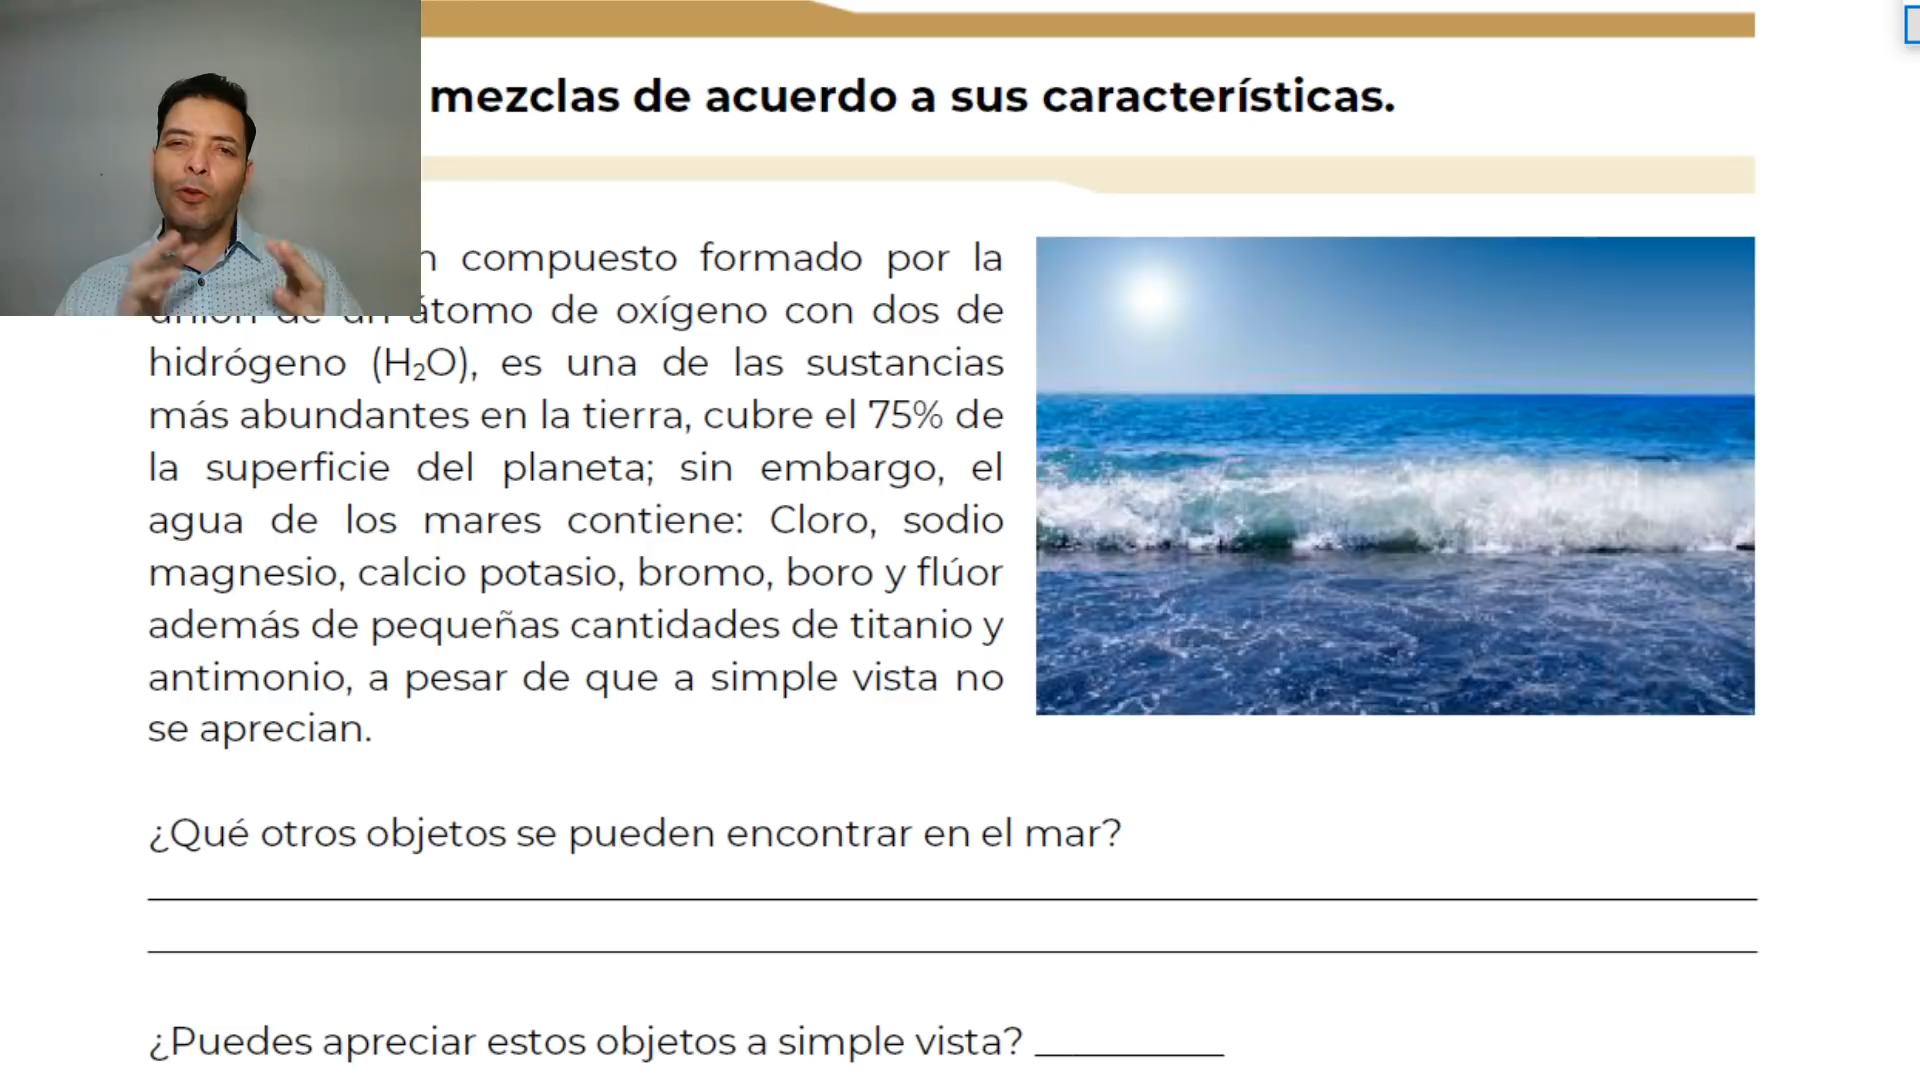 mezclas de acuerdo a sus características.
compuesto formado por la
unión de un átomo de oxígeno con dos de
hidrógeno (H₂O), es una de las sustancias
más abundantes en la tierra, cubre el 75% de
la superficie del planeta; sin embargo, el
agua de los mares contiene: Cloro, sodio
magnesio, calcio potasio, bromo, boro y flúor
además de pequeñas cantidades de titanio y
antimonio, a pesar de que a simple vista no
se aprecian.
¿Qué otros objetos se pueden encontrar en el mar?
¿Puedes apreciar estos objetos a simple vista?